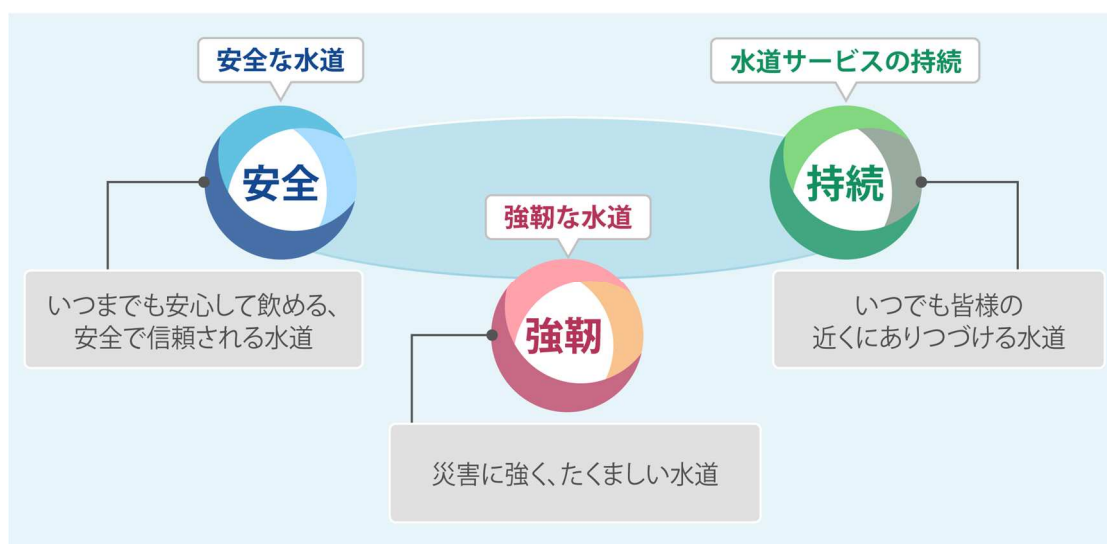 安全な水道
安全
いつまでも安心して飲める、
安全で信頼される水道
強靭な水道
強靭
災害に強く、たくましい水道
水道サービスの持続
持続
いつでも皆様の
近くにありつづける水道